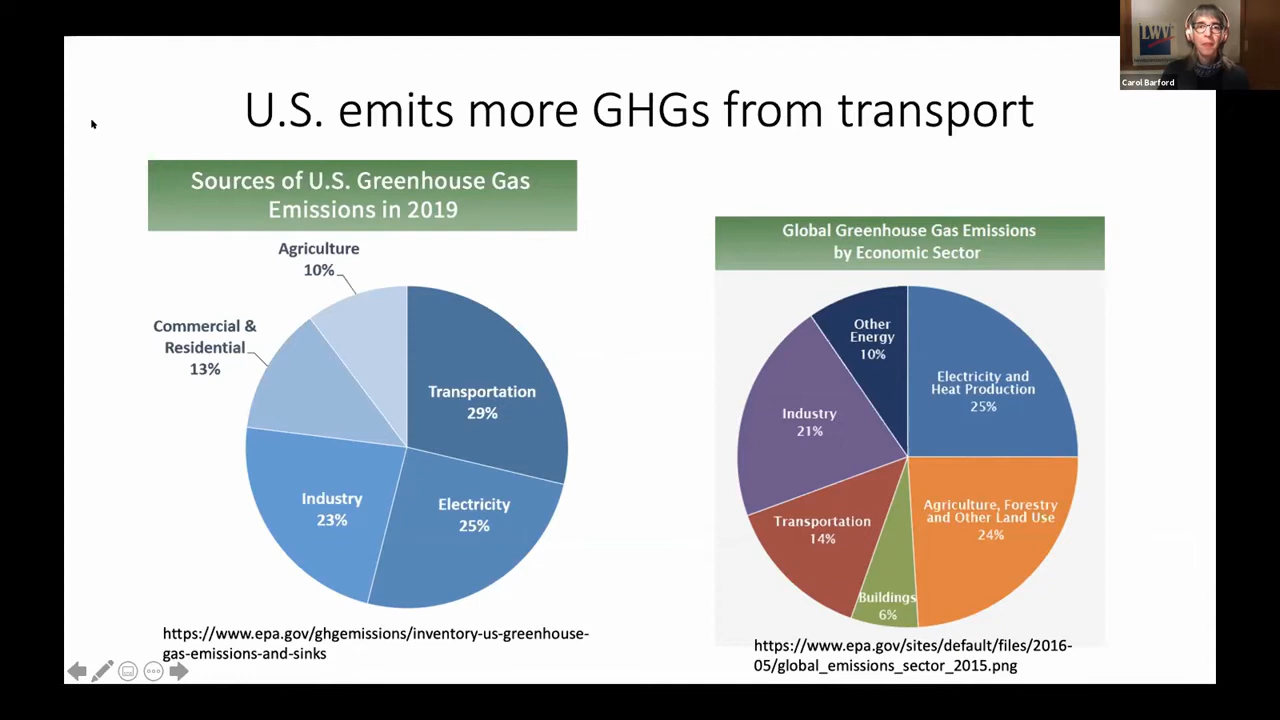 LWV
Carol Barford
U.S. emits more GHGs from transport
Sources of U.S. Greenhouse Gas
Emissions in 2019
Agriculture
10%
Commercial &
Residential
13%
Transportation
29%
Industry
23%
Electricity
25%
https://www.epa.gov/ghgemissions/inventory-us-greenhouse-
gas-emissions-and-sinks
Global Greenhouse Gas Emissions
by Economic Sector
Other
Energy
10%
Electricity and
Heat Production
25%
Industry
21%
Transportation
14%
Agriculture, Forestry
and Other Land Use
24%
Buildings
6%
https://www.epa.gov/sites/default/files/2016-
05/global_emissions_sector_2015.png